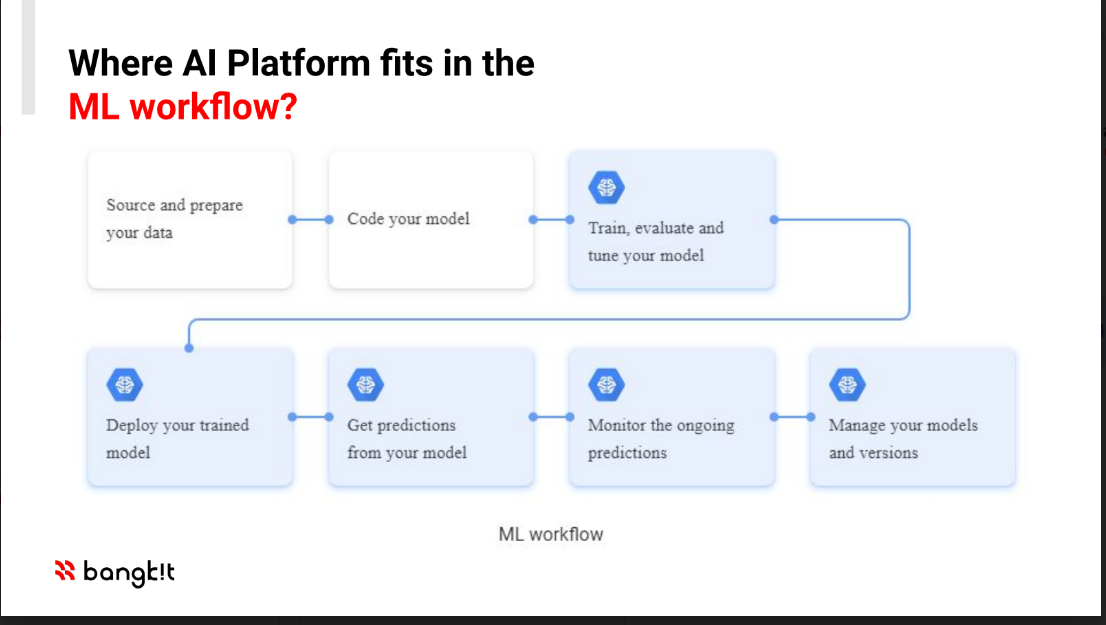 Where AI Platform fits in the
ML workflow?
Source and prepare
your data
Code your model
Train, evaluate and
tune your model
Deploy your trained
model
Get predictions
from your model
Monitor the ongoing
predictions
Manage your models
and versions
ML workflow
bangk!t